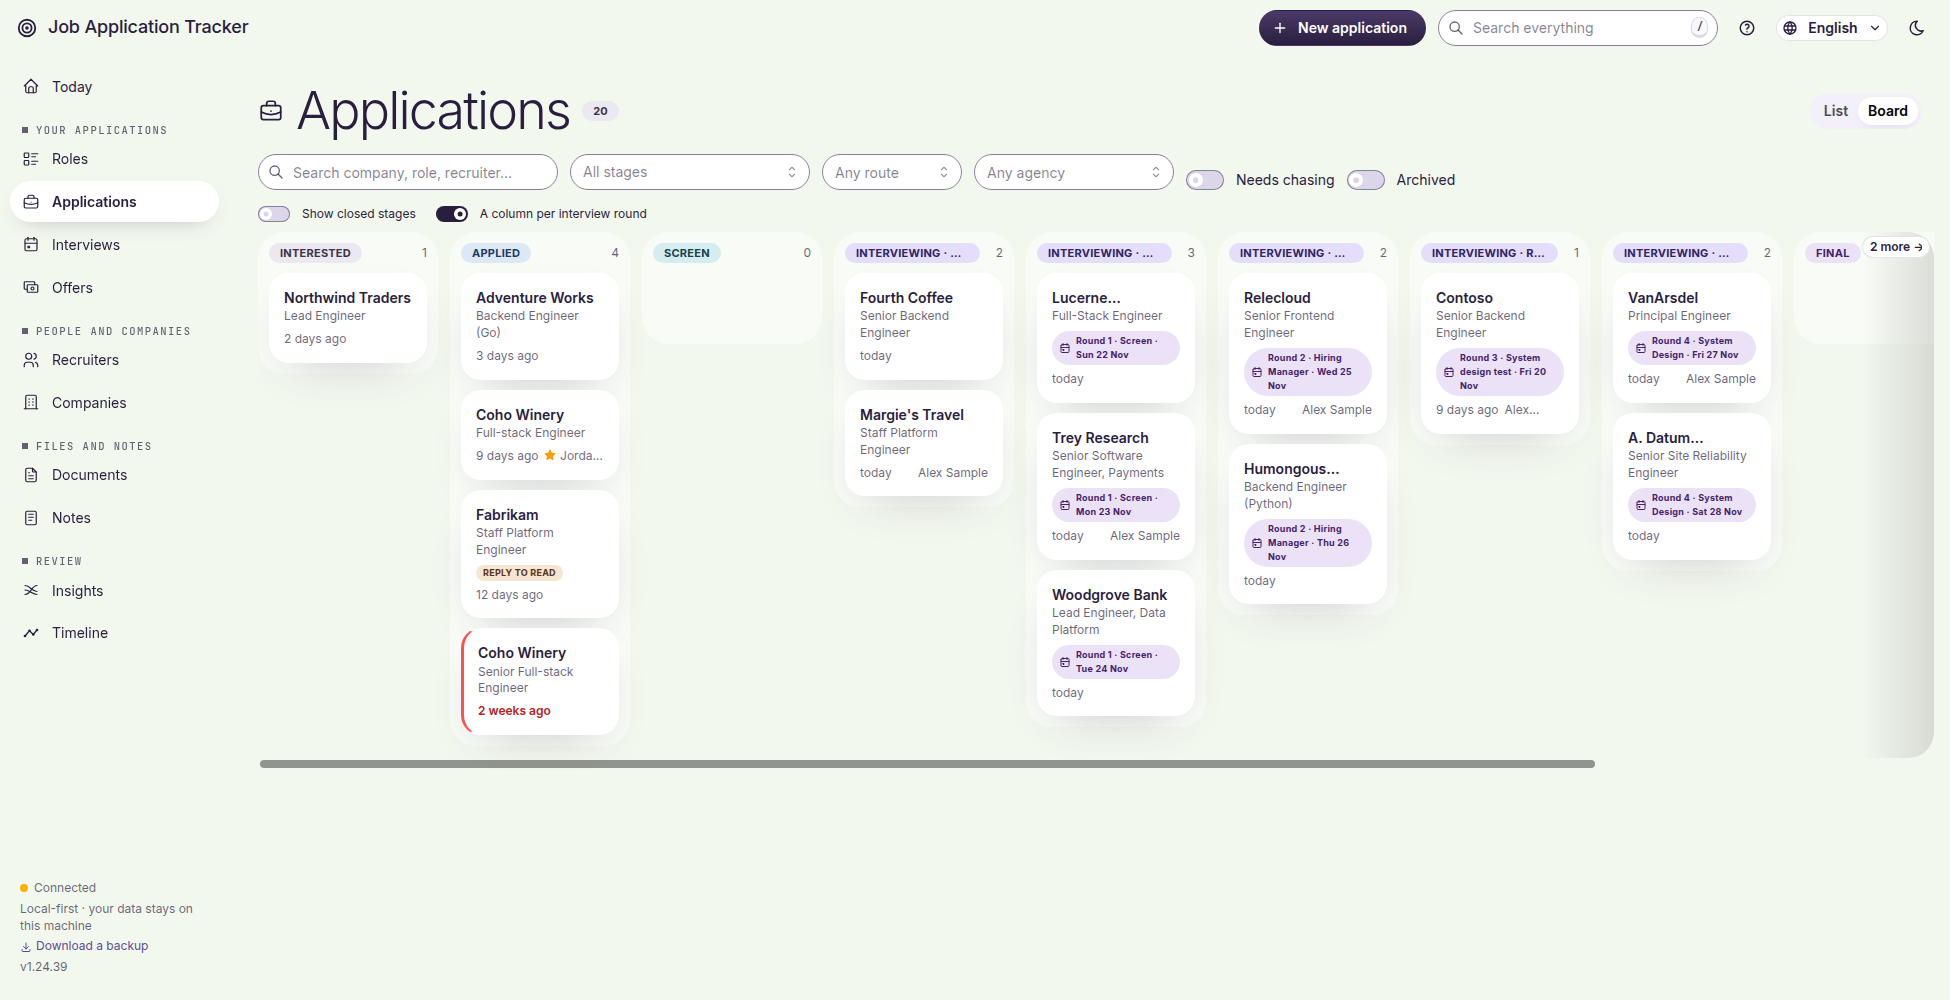 Job Application Tracker
New application
Search everything
/
English
Today
YOUR APPLICATIONS
Roles
Applications
Interviews
Offers
PEOPLE AND COMPANIES
Recruiters
Companies
FILES AND NOTES
Documents
Notes
REVIEW
Insights
Timeline
Connected
Local-first · your data stays on
this machine
Download a backup
v1.24.39
Applications 20
List Board
Search company, role, recruiter...
All stages
Any route
Any agency
Needs chasing
Archived
Show closed stages
A column per interview round
INTERESTED 1
Northwind Traders
Lead Engineer
2 days ago
APPLIED 4
Adventure Works
Backend Engineer
(Go)
3 days ago
Coho Winery
Full-stack Engineer
9 days ago Jorda...
Fabrikam
Staff Platform
Engineer
REPLY TO READ
12 days ago
Coho Winery
Senior Full-stack
Engineer
2 weeks ago
SCREEN 0
INTERVIEWING · ... 2
Fourth Coffee
Senior Backend
Engineer
today
Margie's Travel
Staff Platform
Engineer
today Alex Sample
INTERVIEWING · ... 3
Lucerne...
Full-Stack Engineer
Round 1 · Screen ·
Sun 22 Nov
today
Trey Research
Senior Software
Engineer, Payments
Round 1 · Screen ·
Mon 23 Nov
today Alex Sample
Woodgrove Bank
Lead Engineer, Data
Platform
Round 1 · Screen ·
Tue 24 Nov
today
INTERVIEWING · ... 2
Relecloud
Senior Frontend
Engineer
Round 2 · Hiring
Manager · Wed 25
Nov
today Alex Sample
Humongous...
Backend Engineer
(Python)
Round 2 · Hiring
Manager · Thu 26
Nov
today
INTERVIEWING · R... 1
Contoso
Senior Backend
Engineer
Round 3 · System
design test · Fri 20
Nov
9 days ago Alex...
INTERVIEWING · ... 2
VanArsdel
Principal Engineer
Round 4 · System
Design · Fri 27 Nov
today Alex Sample
A. Datum...
Senior Site Reliability
Engineer
Round 4 · System
Design · Sat 28 Nov
today
FINAL
2 more →